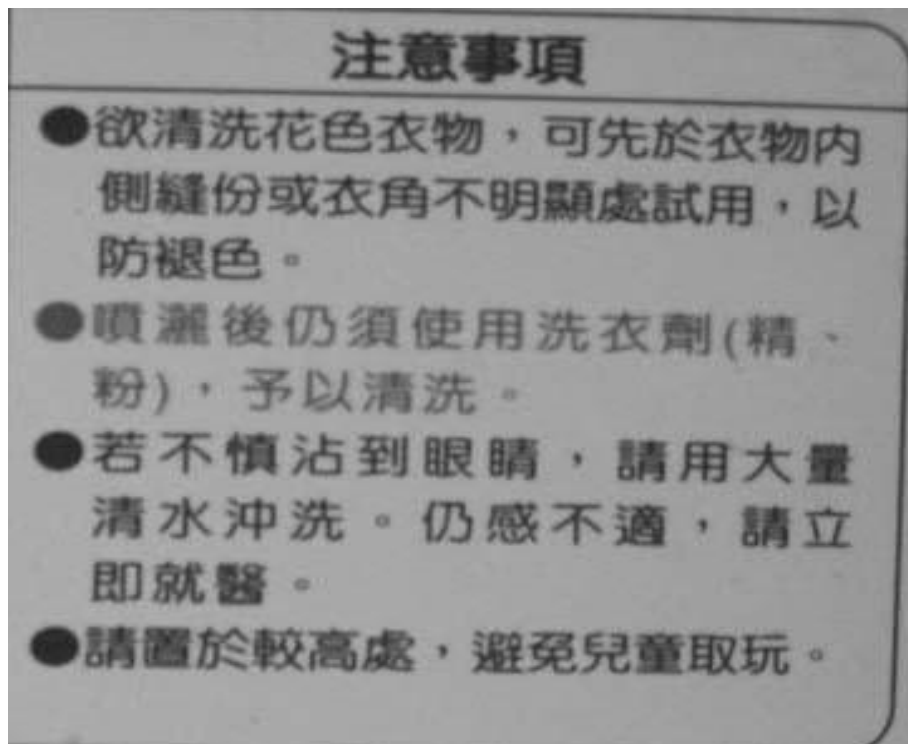 注意事項
●欲清洗花色衣物，可先於衣物內
側縫份或衣角不明顯處試用，以
防褪色。
●噴灑後仍須使用洗衣劑(精、
粉)，予以清洗。
●若不慎沾到眼睛，請用大量
清水沖洗。仍感不適，請立
即就醫。
●請置於較高處，避免兒童取玩。